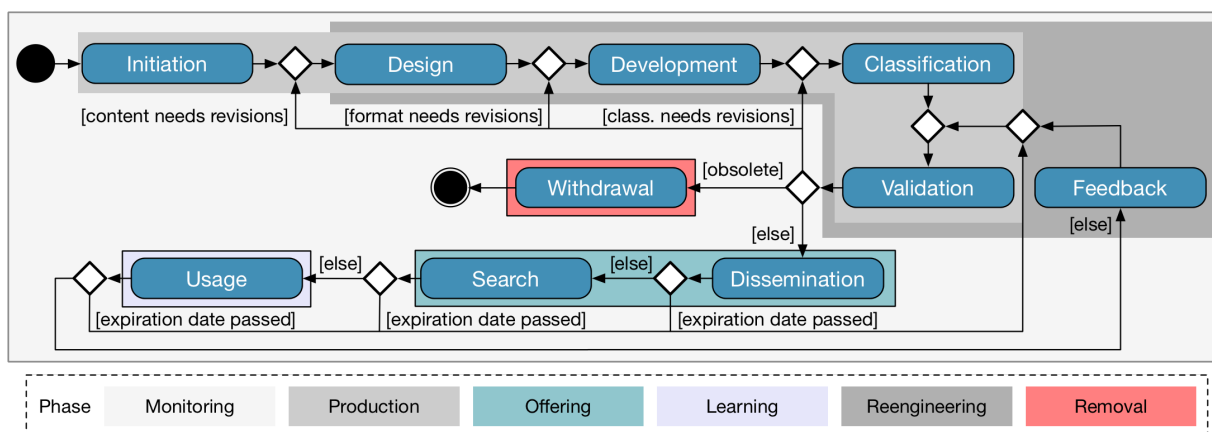 Initiation
Design
Development
Classification
[content needs revisions]
[format needs revisions]
[class. needs revisions]
[obsolete]
Withdrawal
Validation
Feedback
[else]
[else]
[else]
[else]
Usage
Search
Dissemination
[expiration date passed]
[expiration date passed]
[expiration date passed]
Phase
Monitoring
Production
Offering
Learning
Reengineering
Removal